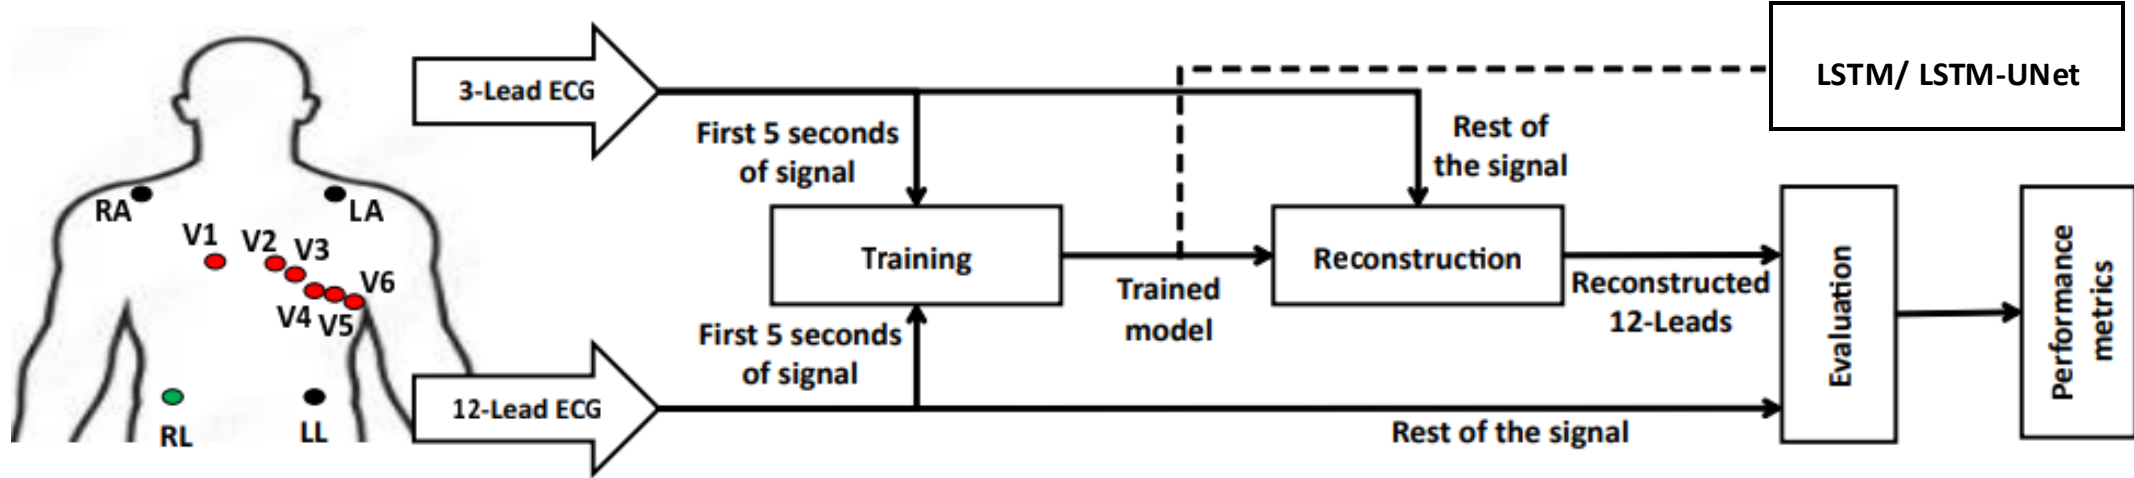 RA
LA
V1
V2
V3
V4
V5
V6
RL
LL
3-Lead ECG
12-Lead ECG
First 5 seconds
of signal
Training
First 5 seconds
of signal
Trained
model
Rest of
the signal
Reconstruction
Reconstructed
12-Leads
Rest of the signal
LSTM/ LSTM-UNet
Evaluation
Performance
metrics